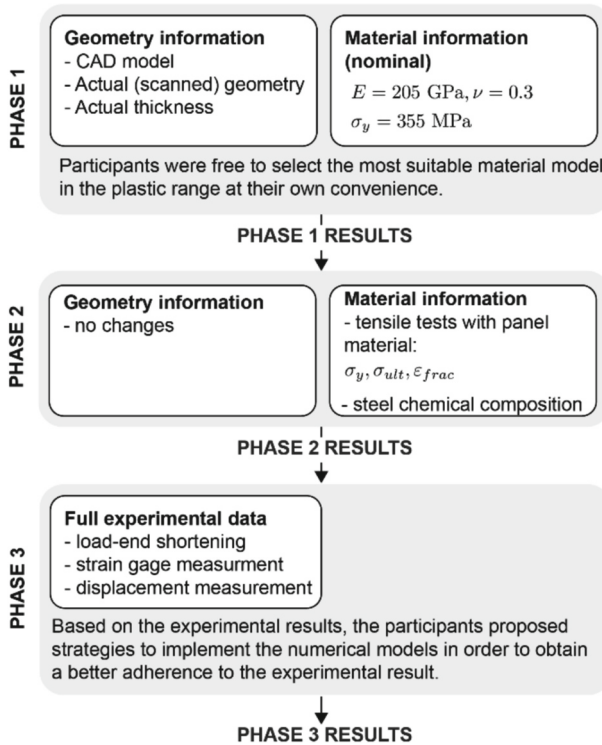 PHASE 1
Geometry information
- CAD model
- Actual (scanned) geometry
- Actual thickness
Material information
(nominal)
E = 205 GPa, ν = 0.3
σ_y = 355 MPa
Participants were free to select the most suitable material model
in the plastic range at their own convenience.
PHASE 1 RESULTS
PHASE 2
Geometry information
- no changes
Material information
- tensile tests with panel
material:
σ_y, σ_ult, ε_frac
- steel chemical composition
PHASE 2 RESULTS
PHASE 3
Full experimental data
- load-end shortening
- strain gage measurment
- displacement measurement
Based on the experimental results, the participants proposed
strategies to implement the numerical models in order to obtain
a better adherence to the experimental result.
PHASE 3 RESULTS